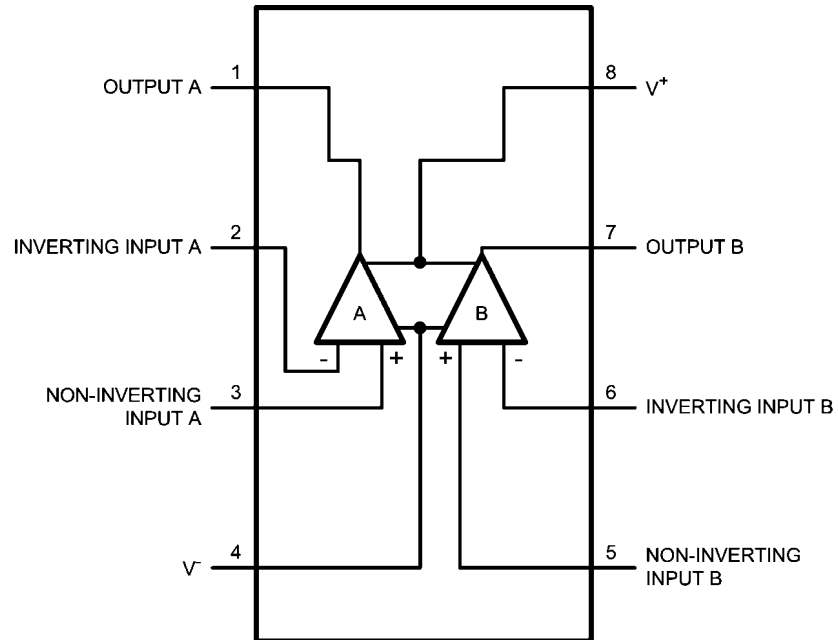 1
OUTPUT A
8
V⁺
2
INVERTING INPUT A
7
OUTPUT B
A
B
-
+
+
-
NON-INVERTING
INPUT A
3
6
INVERTING INPUT B
4
V⁻
5
NON-INVERTING
INPUT B